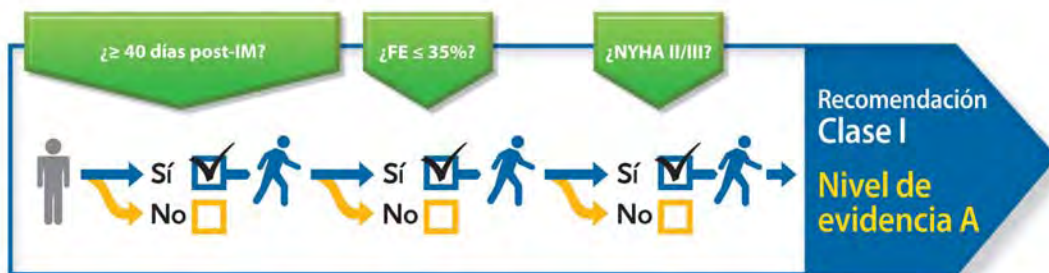 ¿≥ 40 días post-IM?
¿FE ≤ 35%?
¿NYHA II/III?
Sí
No
Sí
No
Sí
No
Recomendación
Clase I
Nivel de
evidencia A